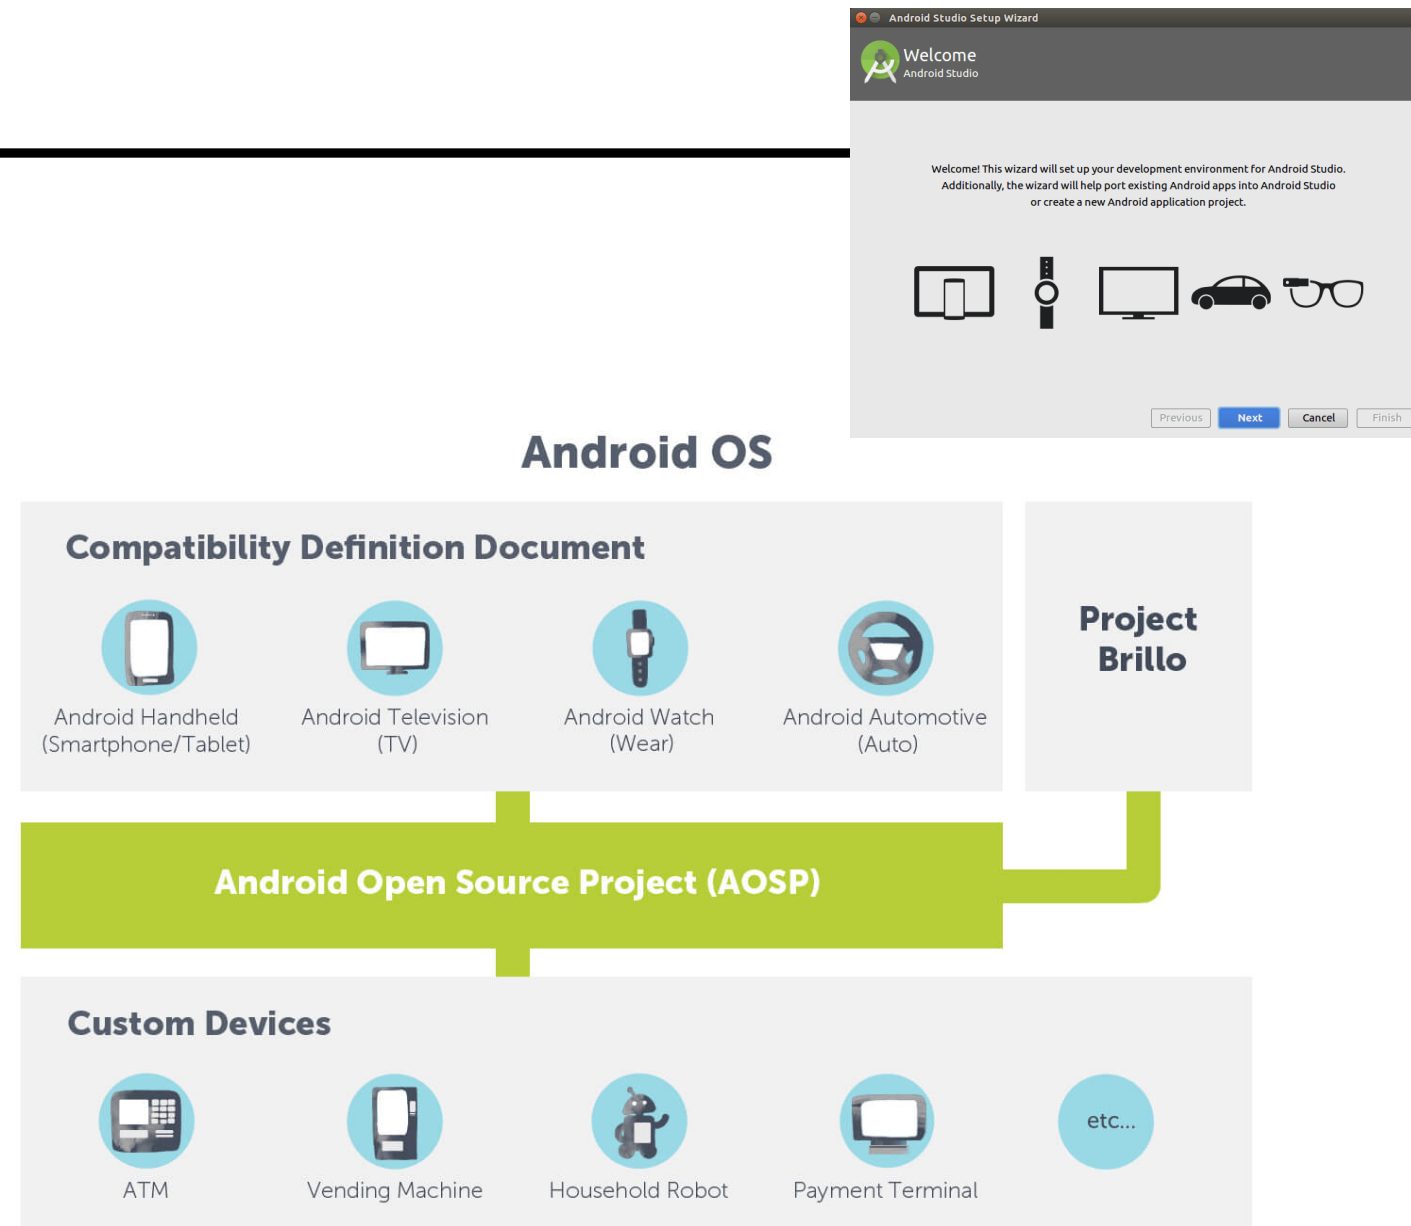 Android Studio Setup Wizard
Welcome
Android Studio
Welcome! This wizard will set up your development environment for Android Studio.
Additionally, the wizard will help port existing Android apps into Android Studio
or create a new Android application project.
Previous Next Cancel Finish
Android OS
Compatibility Definition Document
Android Handheld
(Smartphone/Tablet)
Android Television
(TV)
Android Watch
(Wear)
Android Automotive
(Auto)
Project
Brillo
Android Open Source Project (AOSP)
Custom Devices
ATM
Vending Machine
Household Robot
Payment Terminal
etc...